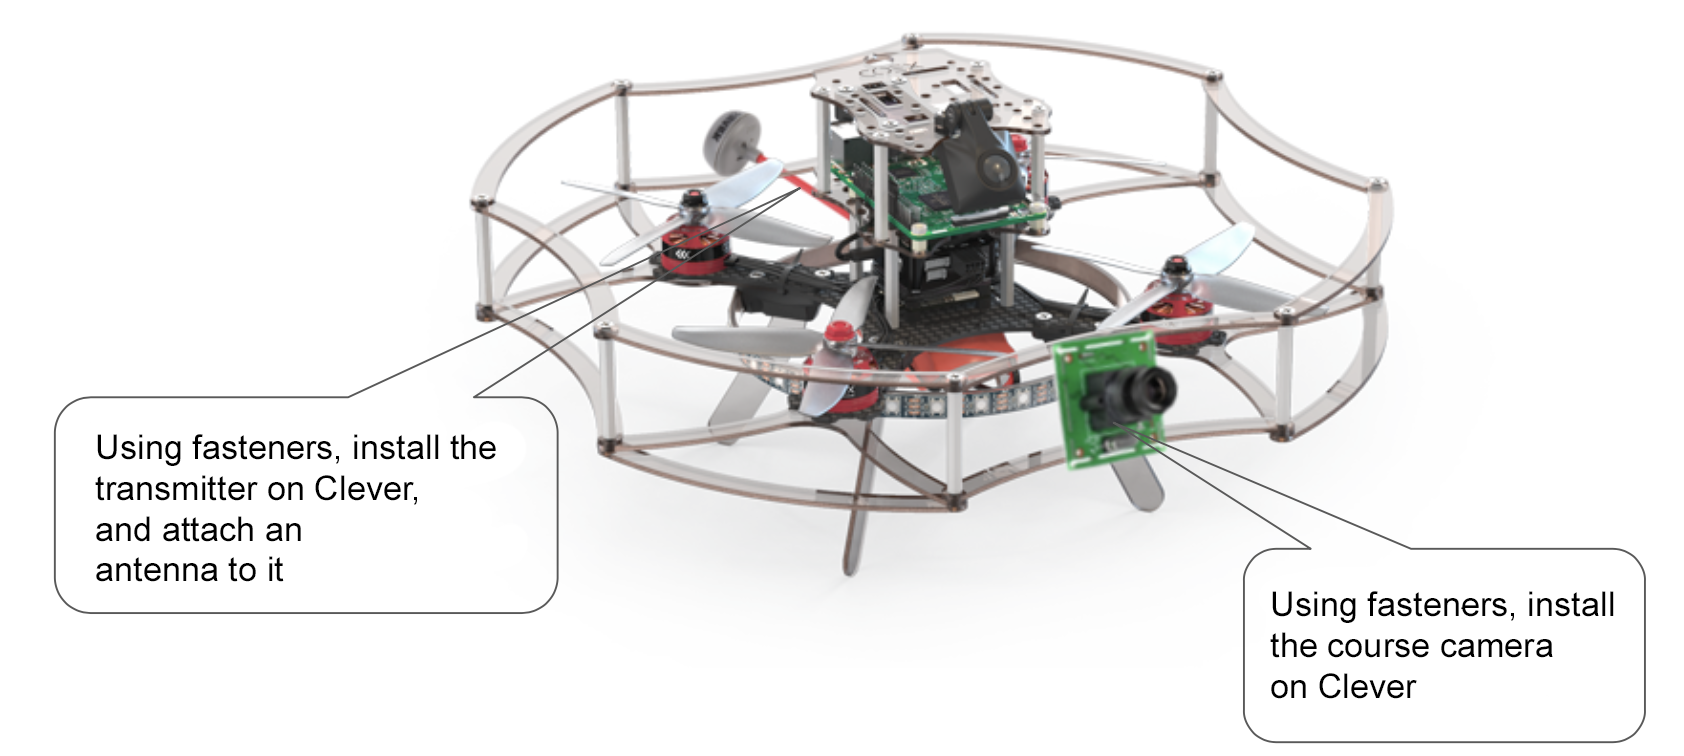 Using fasteners, install the
transmitter on Clever,
and attach an
antenna to it
Using fasteners, install
the course camera
on Clever